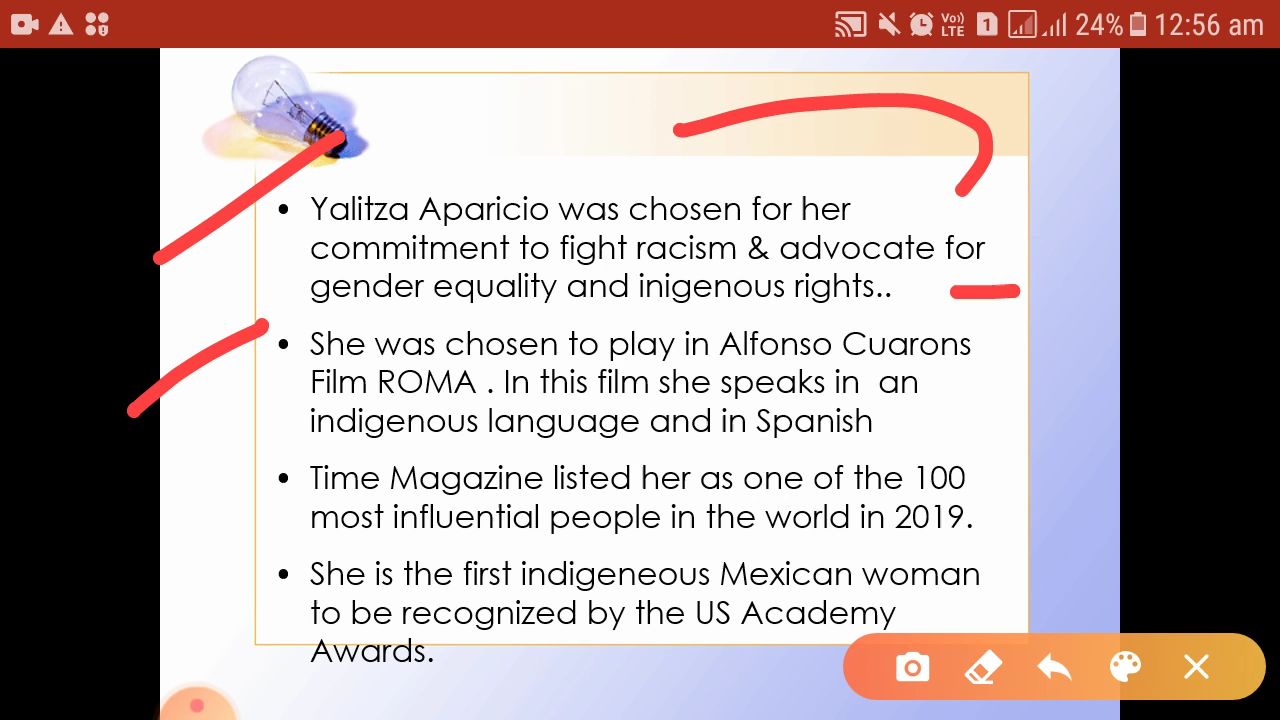 Vo))
LTE
1
24%
12:56 am
• Yalitza Aparicio was chosen for her
commitment to fight racism & advocate for
gender equality and inigenous rights..
• She was chosen to play in Alfonso Cuarons
Film ROMA . In this film she speaks in  an
indigenous language and in Spanish
• Time Magazine listed her as one of the 100
most influential people in the world in 2019.
• She is the first indigeneous Mexican woman
to be recognized by the US Academy
Awards.